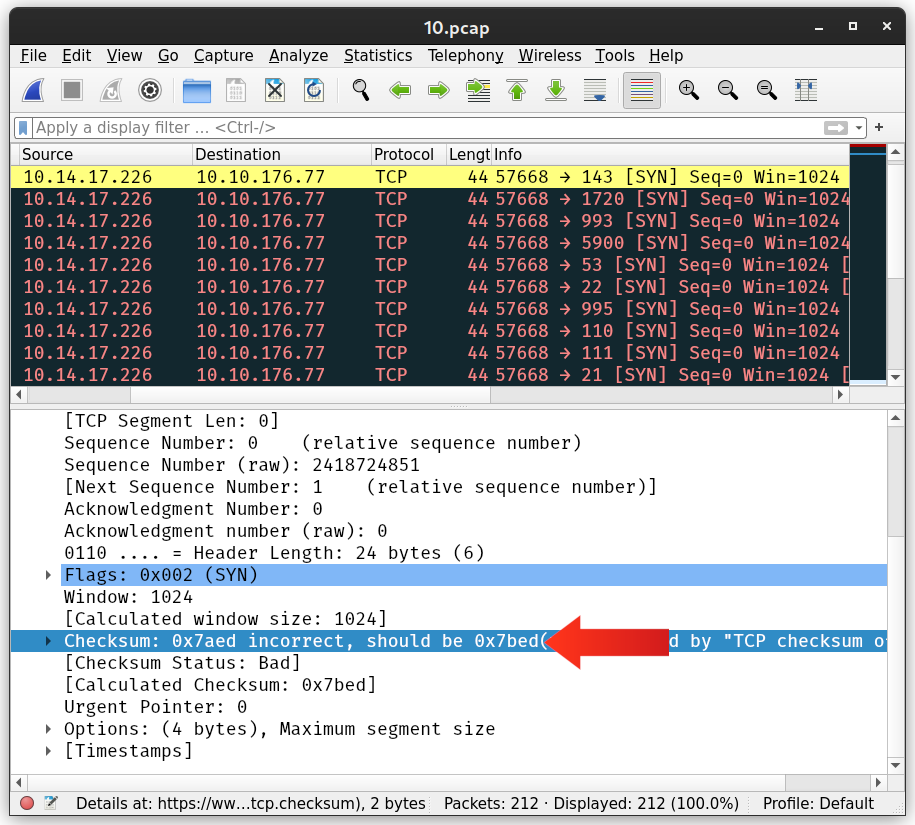 10.pcap
File Edit View Go Capture Analyze Statistics Telephony Wireless Tools Help
Apply a display filter … <Ctrl-/>
Source Destination Protocol Lengt Info
10.14.17.226 10.10.176.77 TCP 44 57668 → 143 [SYN] Seq=0 Win=1024
10.14.17.226 10.10.176.77 TCP 44 57668 → 1720 [SYN] Seq=0 Win=1024
10.14.17.226 10.10.176.77 TCP 44 57668 → 993 [SYN] Seq=0 Win=1024
10.14.17.226 10.10.176.77 TCP 44 57668 → 5900 [SYN] Seq=0 Win=1024
10.14.17.226 10.10.176.77 TCP 44 57668 → 53 [SYN] Seq=0 Win=1024 [
10.14.17.226 10.10.176.77 TCP 44 57668 → 22 [SYN] Seq=0 Win=1024 [
10.14.17.226 10.10.176.77 TCP 44 57668 → 995 [SYN] Seq=0 Win=1024
10.14.17.226 10.10.176.77 TCP 44 57668 → 110 [SYN] Seq=0 Win=1024
10.14.17.226 10.10.176.77 TCP 44 57668 → 111 [SYN] Seq=0 Win=1024
10.14.17.226 10.10.176.77 TCP 44 57668 → 21 [SYN] Seq=0 Win=1024 [
[TCP Segment Len: 0]
Sequence Number: 0 (relative sequence number)
Sequence Number (raw): 2418724851
[Next Sequence Number: 1 (relative sequence number)]
Acknowledgment Number: 0
Acknowledgment number (raw): 0
0110 .... = Header Length: 24 bytes (6)
Flags: 0x002 (SYN)
Window: 1024
[Calculated window size: 1024]
Checksum: 0x7aed incorrect, should be 0x7bed( d by "TCP checksum o
[Checksum Status: Bad]
[Calculated Checksum: 0x7bed]
Urgent Pointer: 0
Options: (4 bytes), Maximum segment size
[Timestamps]
Details at: https://ww…tcp.checksum), 2 bytes Packets: 212 · Displayed: 212 (100.0%) Profile: Default